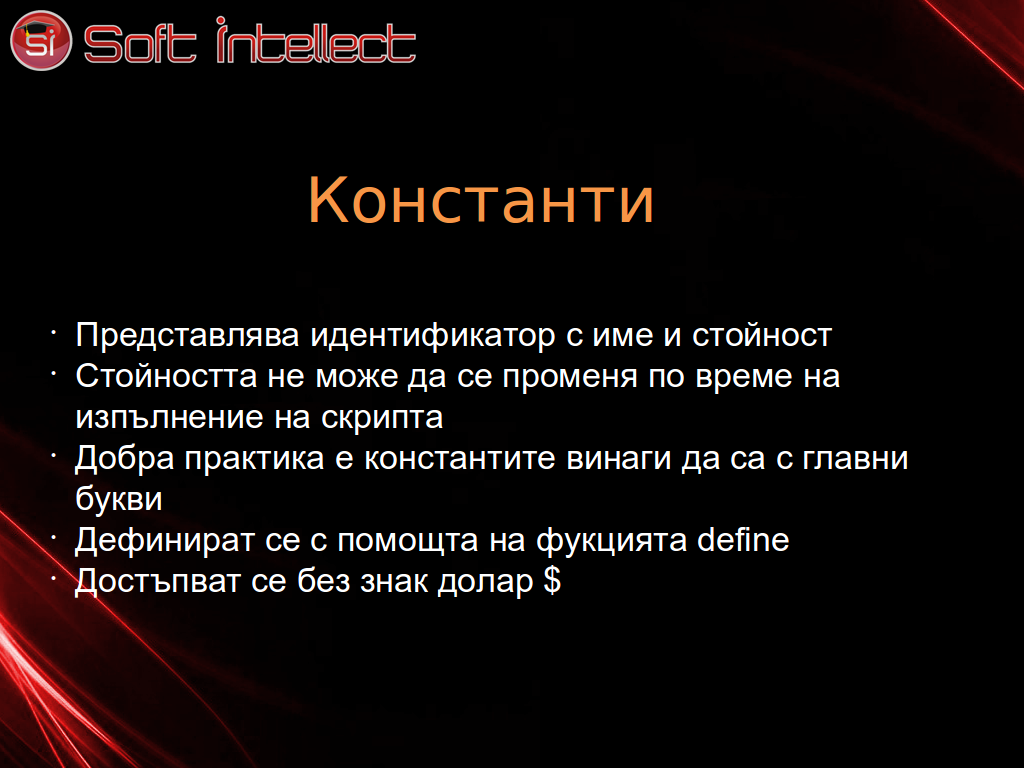 Si Soft Intellect
Константи
· Представлява идентификатор с име и стойност
· Стойността не може да се променя по време на
изпълнение на скрипта
· Добра практика е константите винаги да са с главни
букви
· Дефинират се с помощта на фукцията define
· Достъпват се без знак долар $